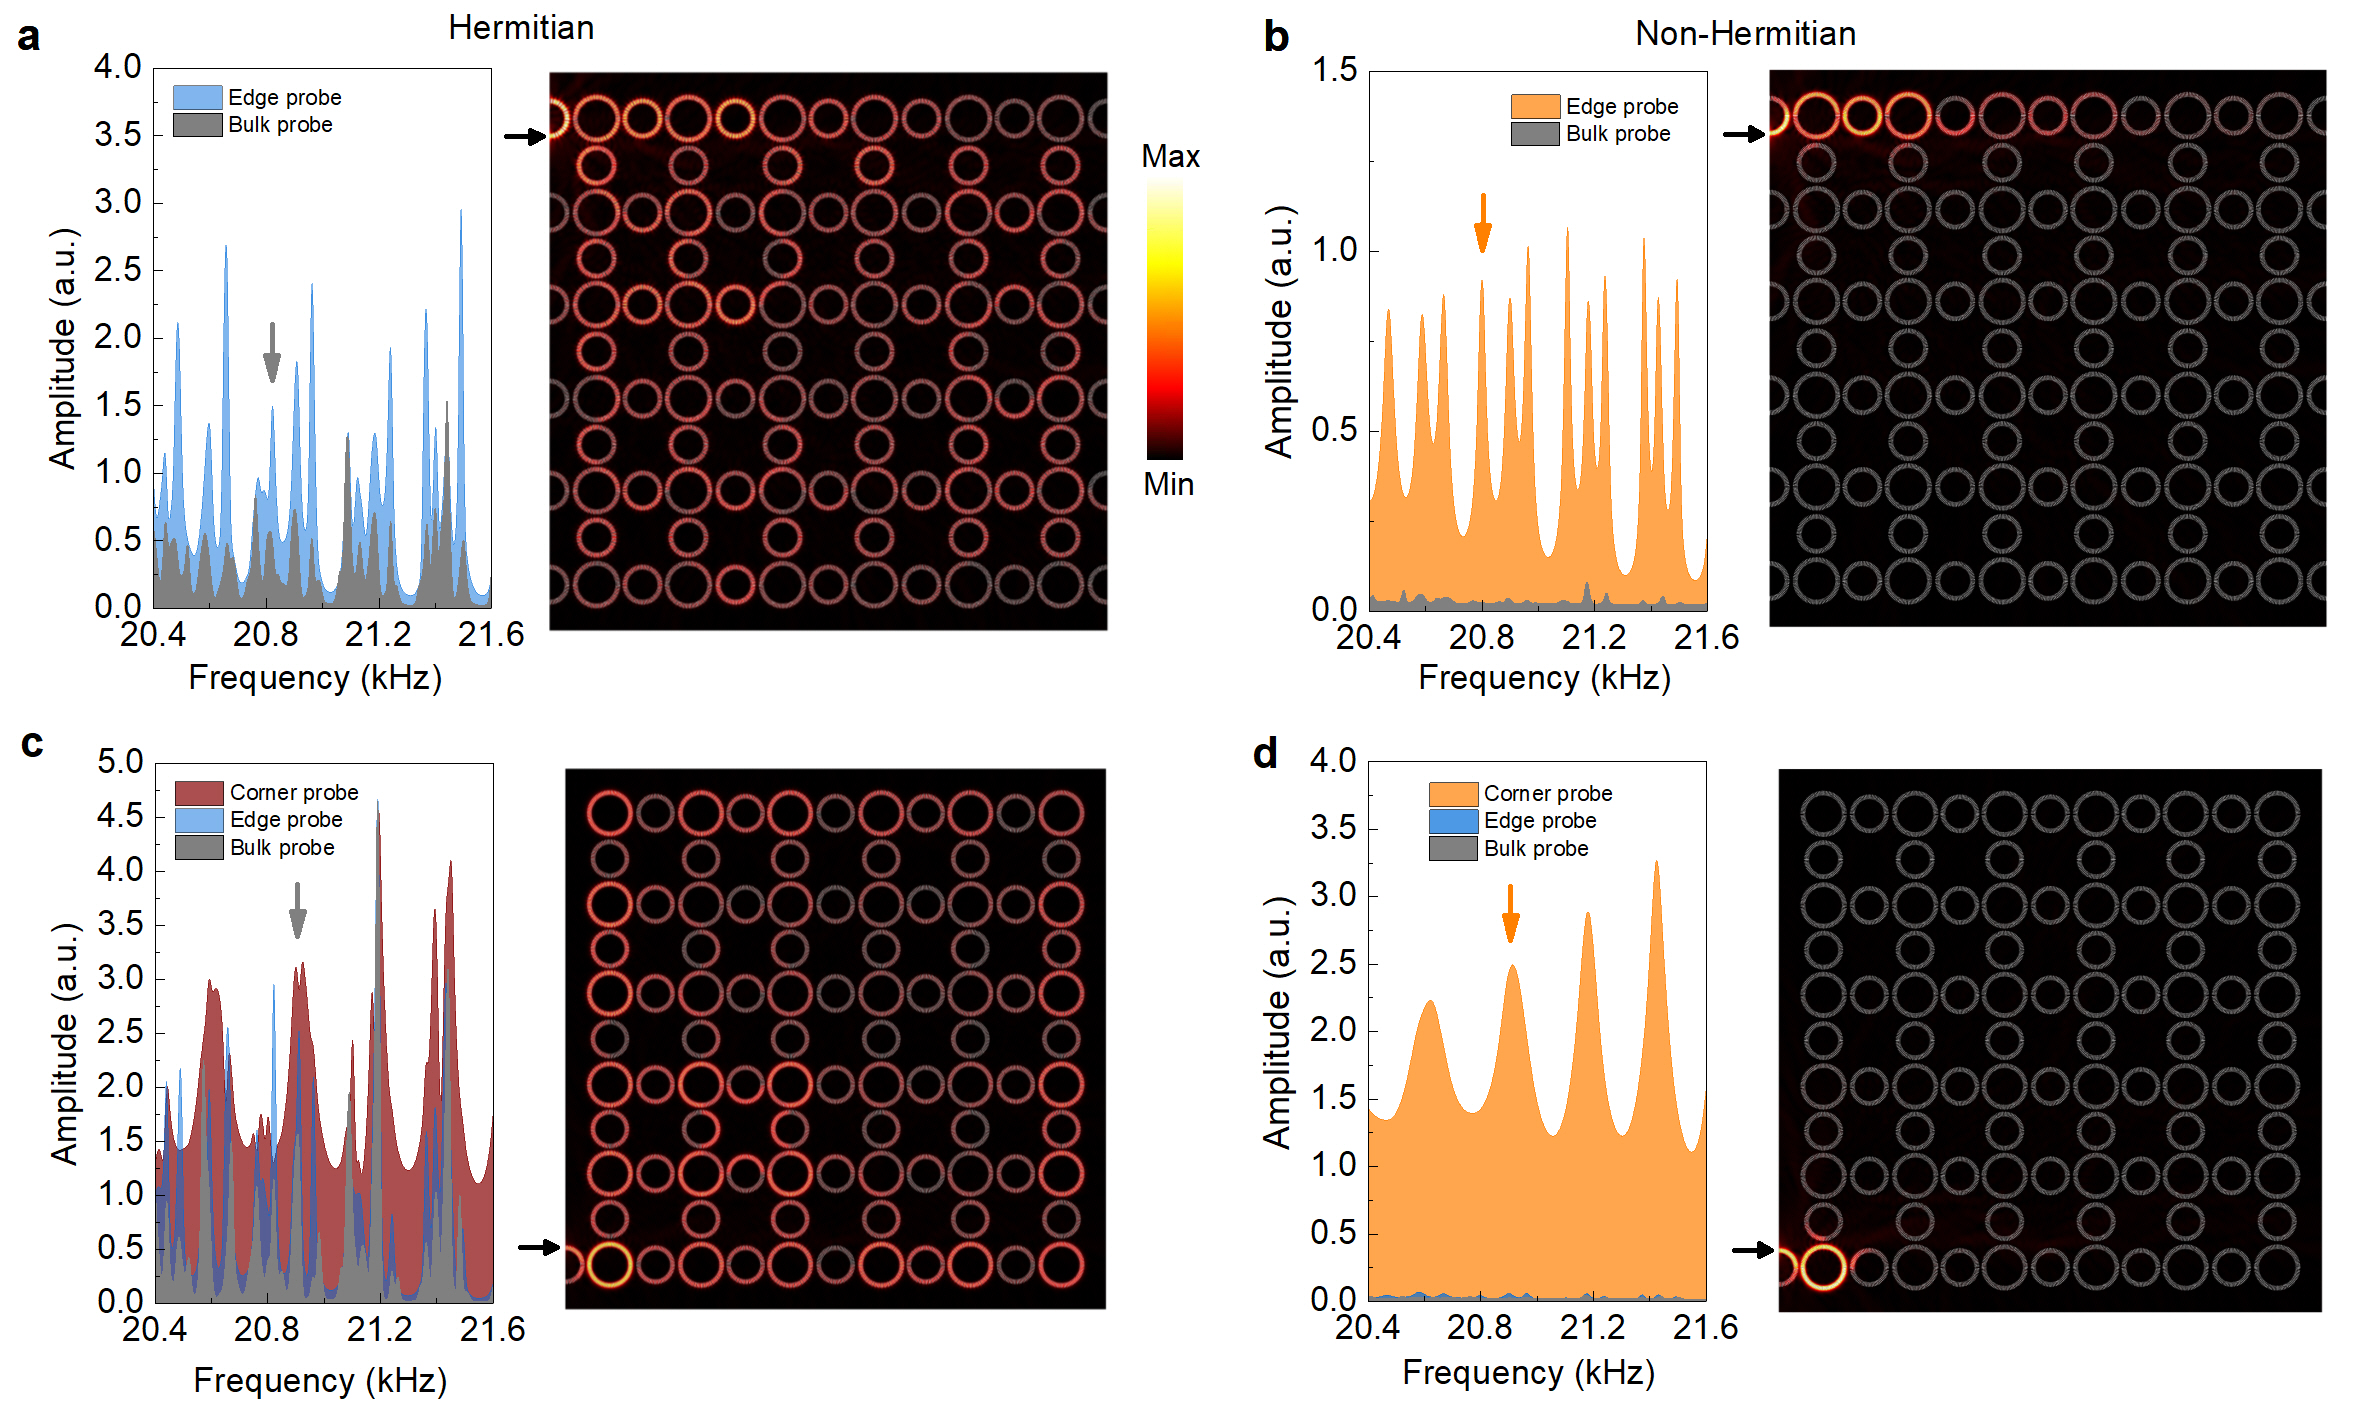 a
Hermitian
4.0
3.5
3.0
2.5
2.0
1.5
1.0
0.5
0.0
Amplitude (a.u.)
Edge probe
Bulk probe
20.4 20.8 21.2 21.6
Frequency (kHz)
Max
Min
b
Non-Hermitian
1.5
1.0
0.5
0.0
Amplitude (a.u.)
Edge probe
Bulk probe
20.4 20.8 21.2 21.6
Frequency (kHz)
c
5.0
4.5
4.0
3.5
3.0
2.5
2.0
1.5
1.0
0.5
0.0
Amplitude (a.u.)
Corner probe
Edge probe
Bulk probe
20.4 20.8 21.2 21.6
Frequency (kHz)
d
4.0
3.5
3.0
2.5
2.0
1.5
1.0
0.5
0.0
Amplitude (a.u.)
Corner probe
Edge probe
Bulk probe
20.4 20.8 21.2 21.6
Frequency (kHz)